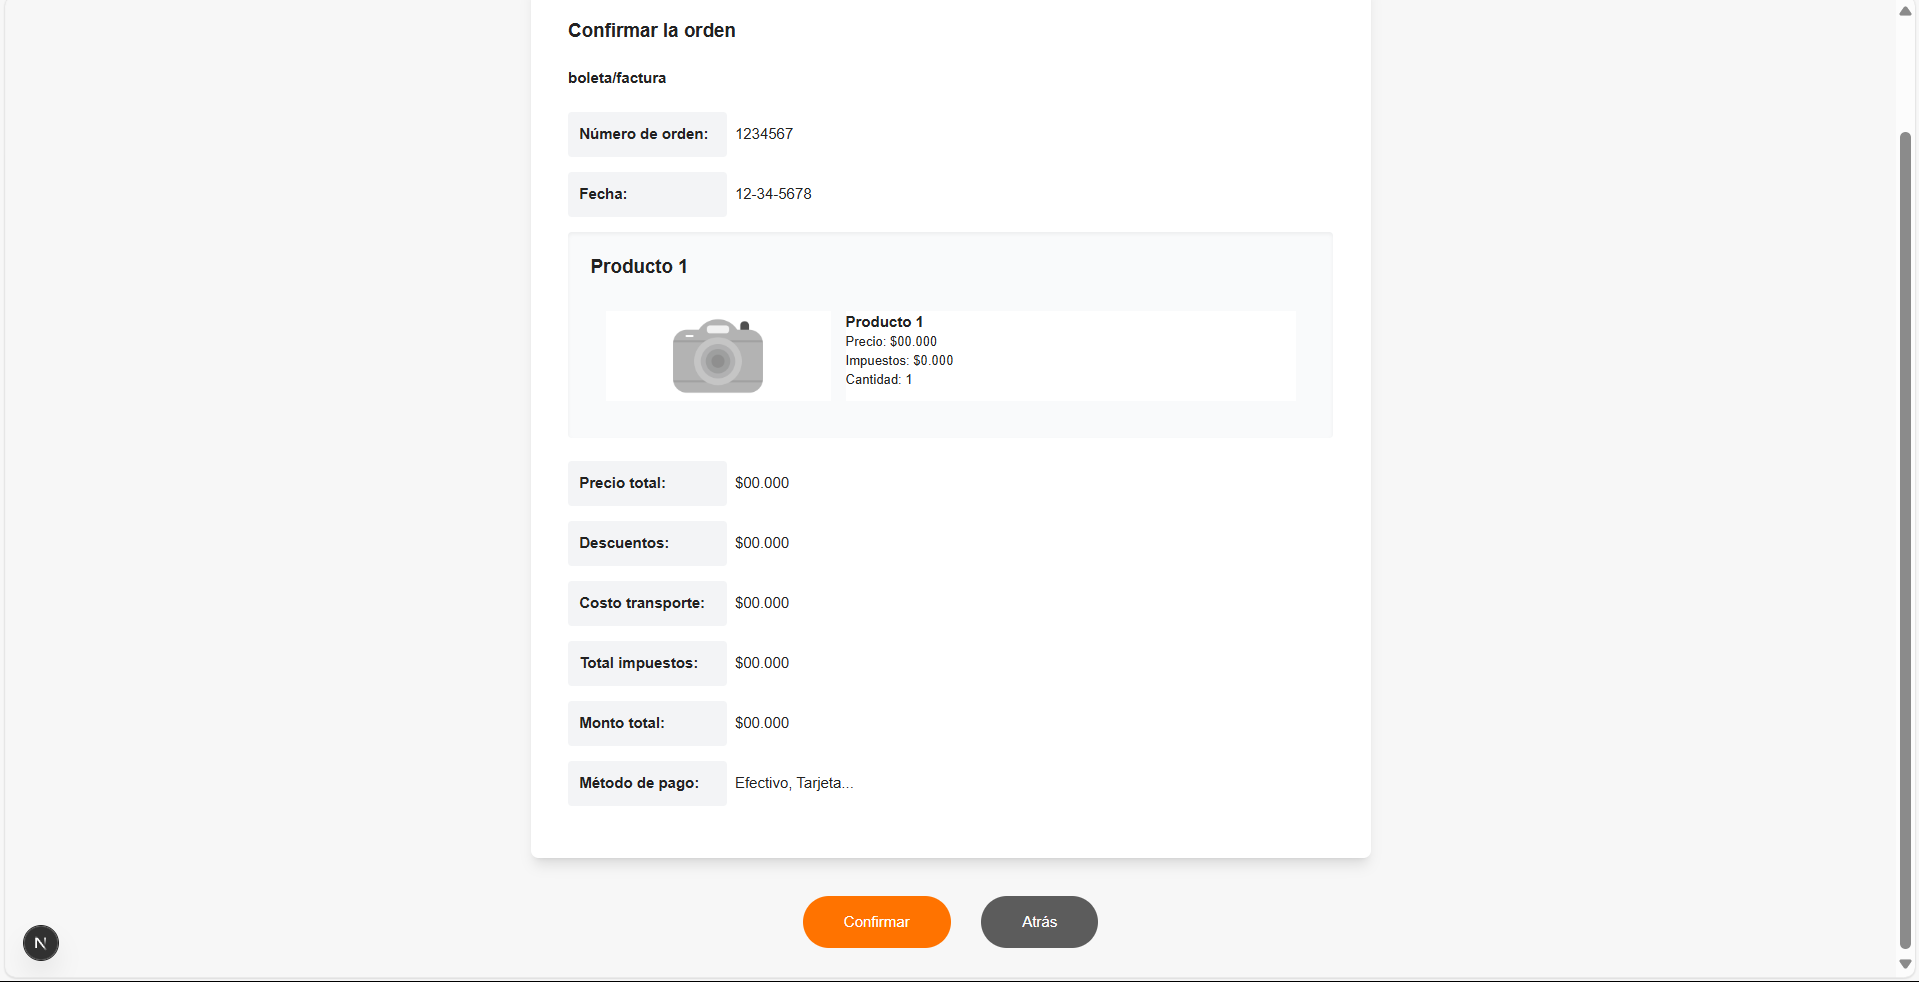 Confirmar la orden
boleta/factura
Número de orden: 1234567
Fecha: 12-34-5678
Producto 1
Producto 1
Precio: $00.000
Impuestos: $0.000
Cantidad: 1
Precio total: $00.000
Descuentos: $00.000
Costo transporte: $00.000
Total impuestos: $00.000
Monto total: $00.000
Método de pago: Efectivo, Tarjeta...
Confirmar Atrás
N